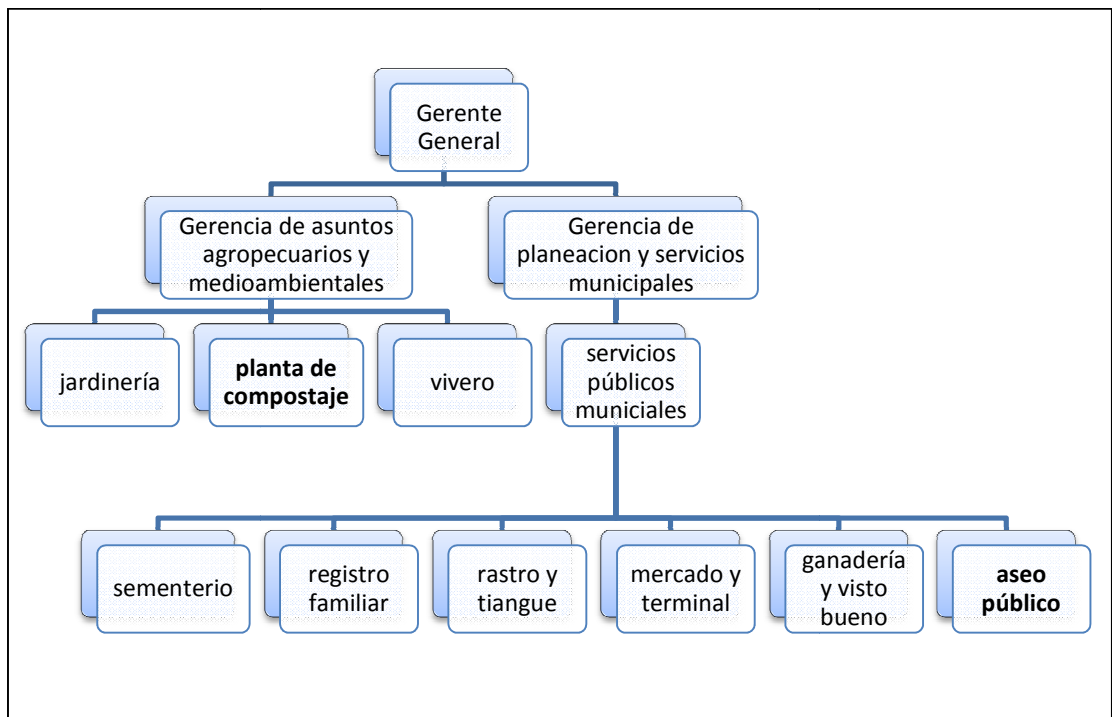 Gerente
General
Gerencia de asuntos
agropecuarios y
medioambientales
Gerencia de
planeacion y servicios
municipales
jardinería
planta de
compostaje
vivero
servicios
públicos
municiales
sementerio
registro
familiar
rastro y
tiangue
mercado y
terminal
ganadería
y visto
bueno
aseo
público